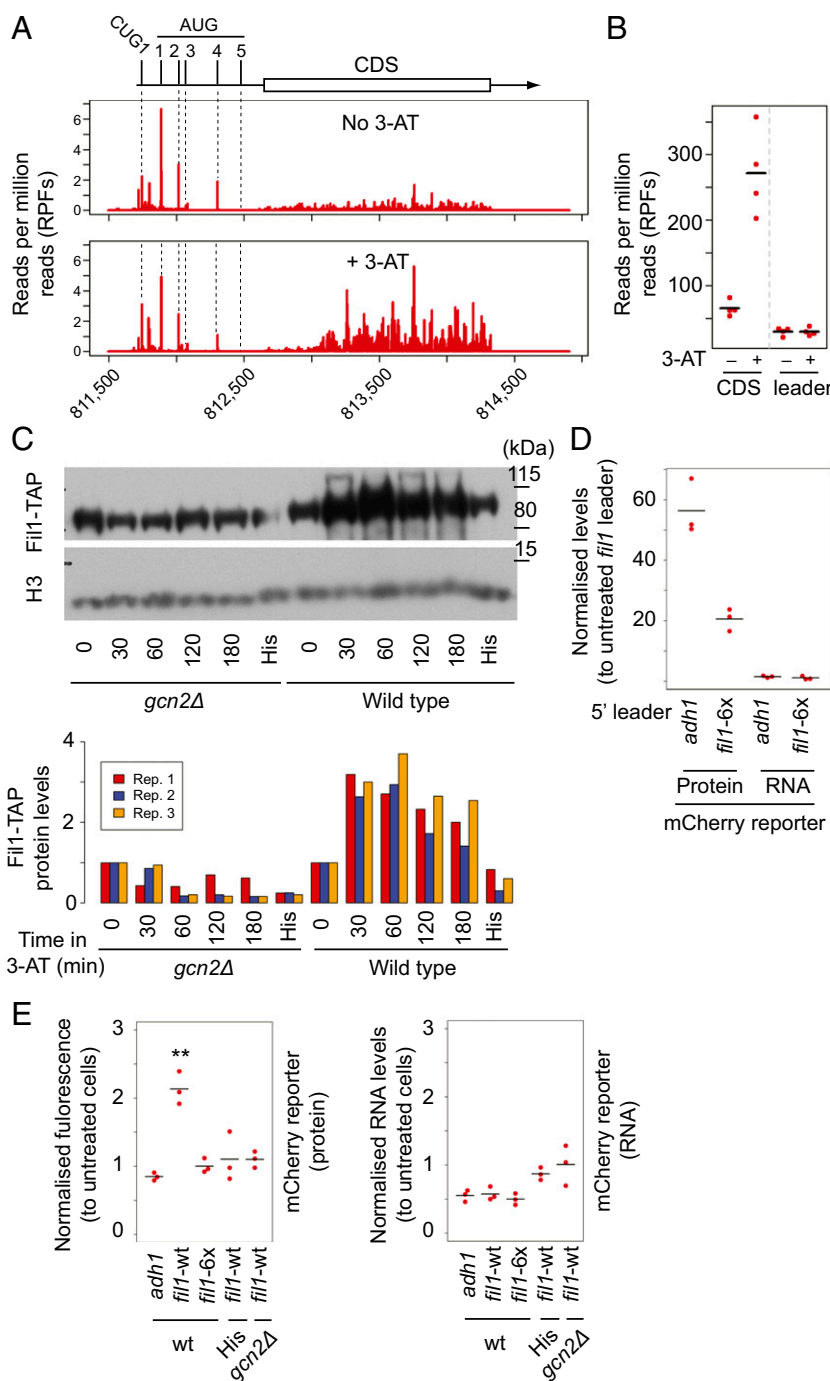 A
CUG1
AUG
1 2 3 4 5
CDS
Reads per million
reads (RPFs)
6
4
2
0
No 3-AT
6
4
2
0
+ 3-AT
811,500
812,500
813,500
814,500
B
Reads per million
reads (RPFs)
300
200
100
3-AT – + – +
CDS leader
C
(kDa)
Fil1-TAP
115
80
H3
15
0 30 60 120 180 His 0 30 60 120 180 His
gcn2Δ Wild type
Fil1-TAP
protein levels
4
2
0
Rep. 1
Rep. 2
Rep. 3
0 30 60 120 180 His 0 30 60 120 180 His
Time in
3-AT (min)
gcn2Δ Wild type
D
Normalised levels
(to untreated fil1 leader)
60
40
20
5' leader
adh1 fil1-6x adh1 fil1-6x
Protein RNA
mCherry reporter
E
Normalised fulorescence
(to untreated cells)
3
2
1
0
**
mCherry reporter
(protein)
adh1 fil1-wt fil1-6x fil1-wt fil1-wt
wt His gcn2Δ
Normalised RNA levels
(to untreated cells)
3
2
1
0
mCherry reporter
(RNA)
adh1 fil1-wt fil1-6x fil1-wt fil1-wt
wt His gcn2Δ